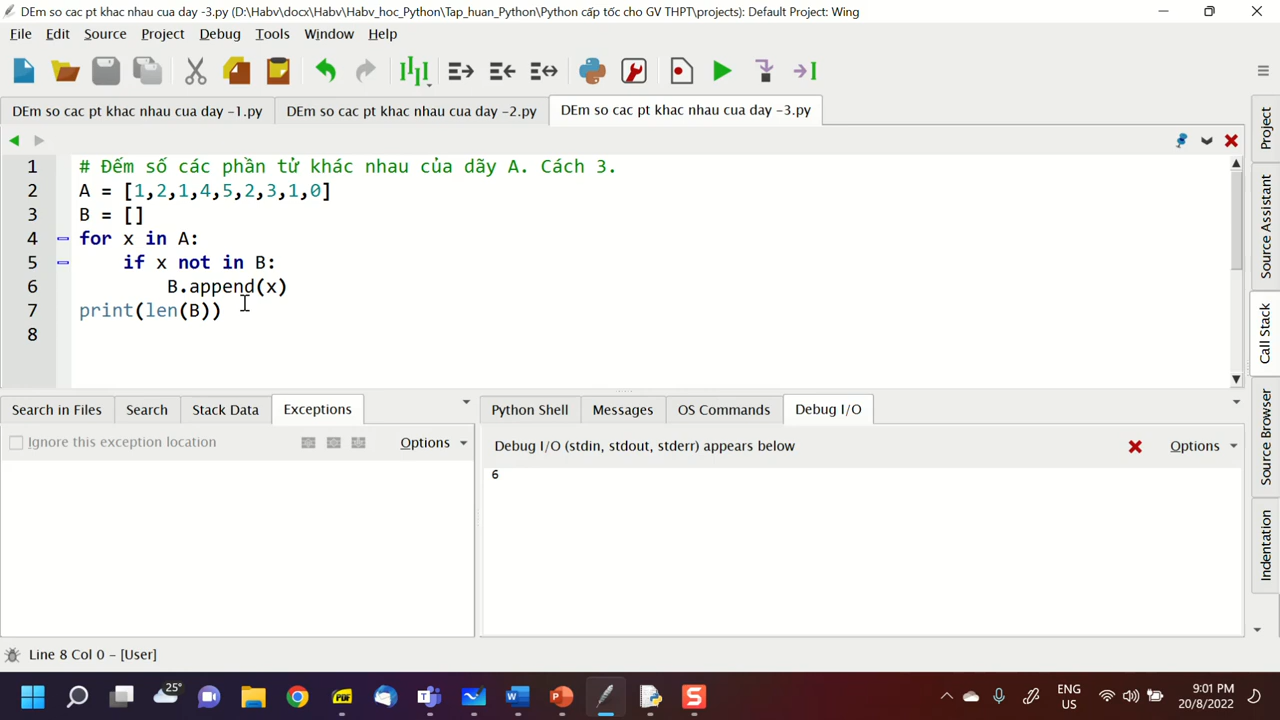 DEm so cac pt khac nhau cua day -3.py (D:\Habv\docx\Habv\Habv_hoc_Python\Tap_huan_Python\Python cấp tốc cho GV THPT\projects): Default Project: Wing
File Edit Source Project Debug Tools Window Help
DEm so cac pt khac nhau cua day -1.py DEm so cac pt khac nhau cua day -2.py DEm so cac pt khac nhau cua day -3.py
1 # Đếm số các phần tử khác nhau của dãy A. Cách 3.
2 A = [1,2,1,4,5,2,3,1,0]
3 B = []
4 for x in A:
5 if x not in B:
6 B.append(x)
7 print(len(B))
8
Project
Source Assistant
Call Stack
Source Browser
Indentation
Search in Files Search Stack Data Exceptions
Ignore this exception location Options
Python Shell Messages OS Commands Debug I/O
Debug I/O (stdin, stdout, stderr) appears below Options
6
Line 8 Col 0 - [User]
25°
PDF
ENG
US
9:01 PM
20/8/2022